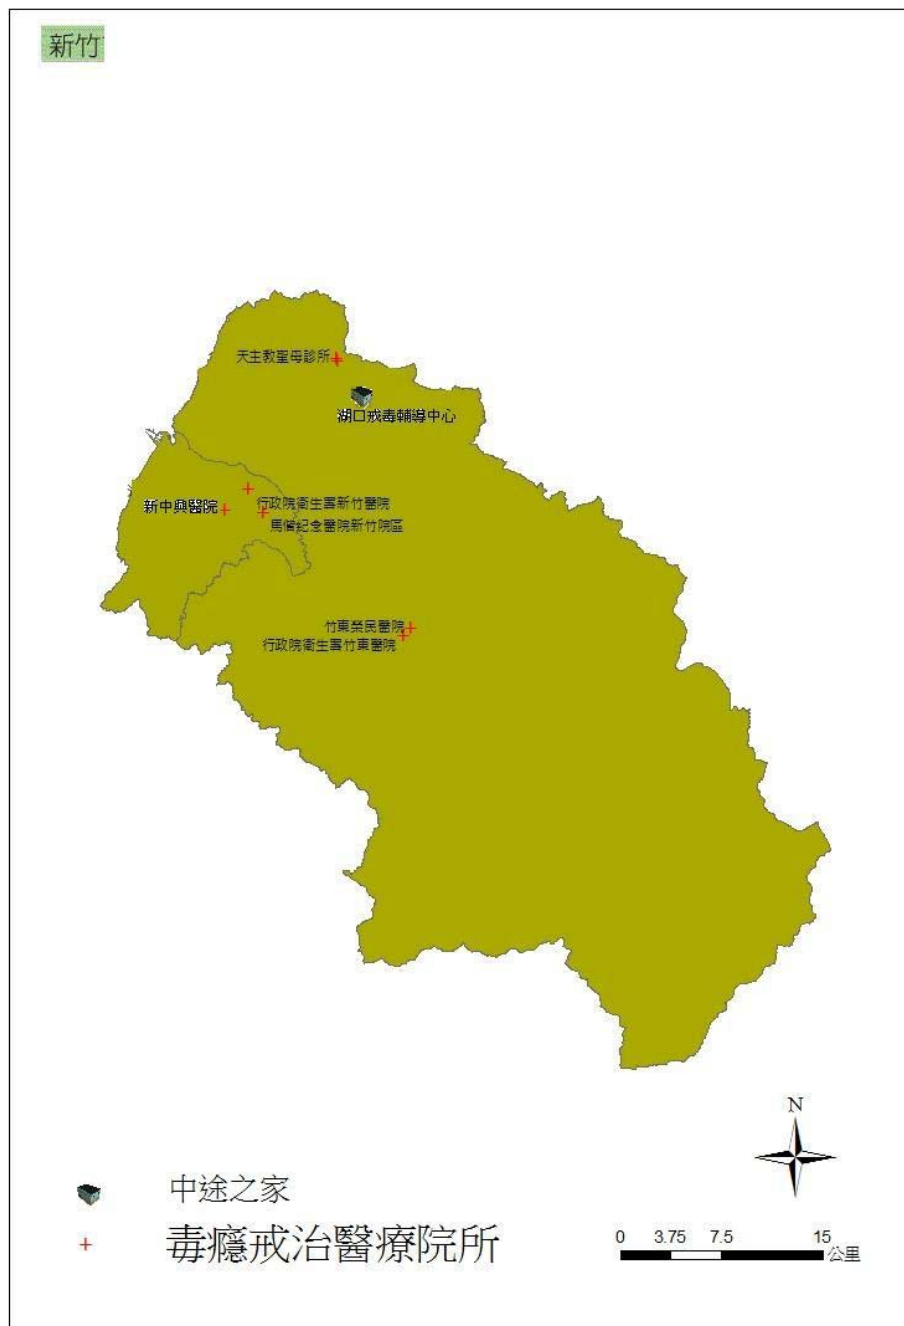 新竹
天主教聖母診所
湖口戒毒輔導中心
行政院衛生署新竹醫院
新中興醫院
馬偕紀念醫院新竹院區
竹東榮民醫院
行政院衛生署竹東醫院
N
中途之家
毒癮戒治醫療院所
0 3.75 7.5 15
公里